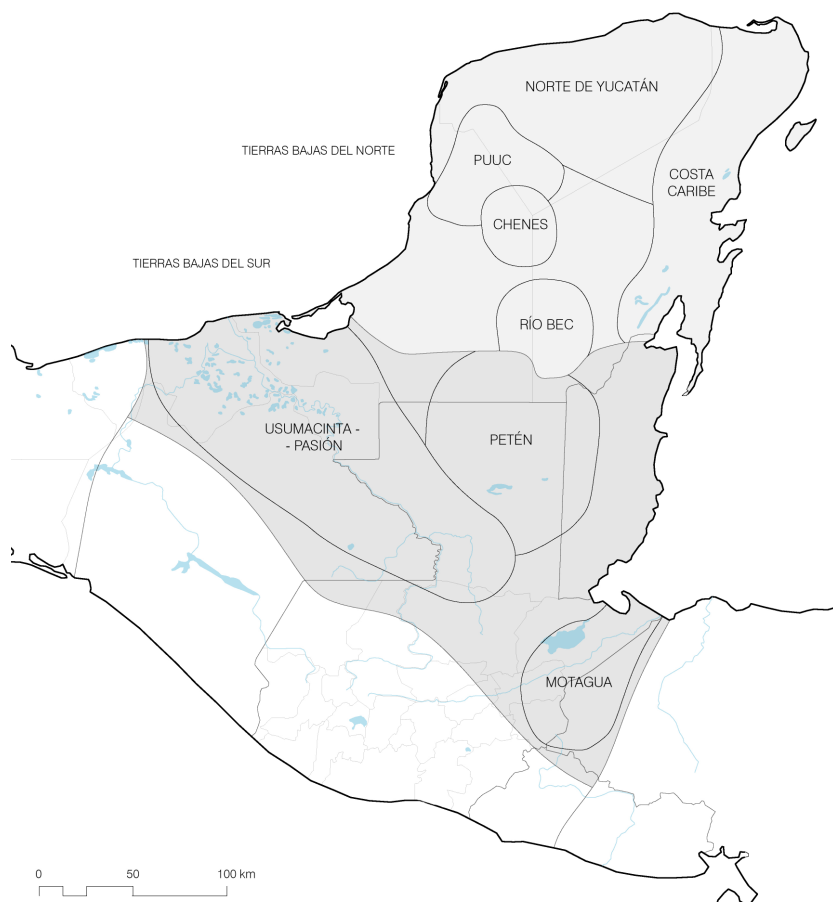 NORTE DE YUCATÁN
TIERRAS BAJAS DEL NORTE
PUUC
COSTA
CARIBE
CHENES
TIERRAS BAJAS DEL SUR
RÍO BEC
USUMACINTA -
- PASIÓN
PETÉN
MOTAGUA
0 50 100 km